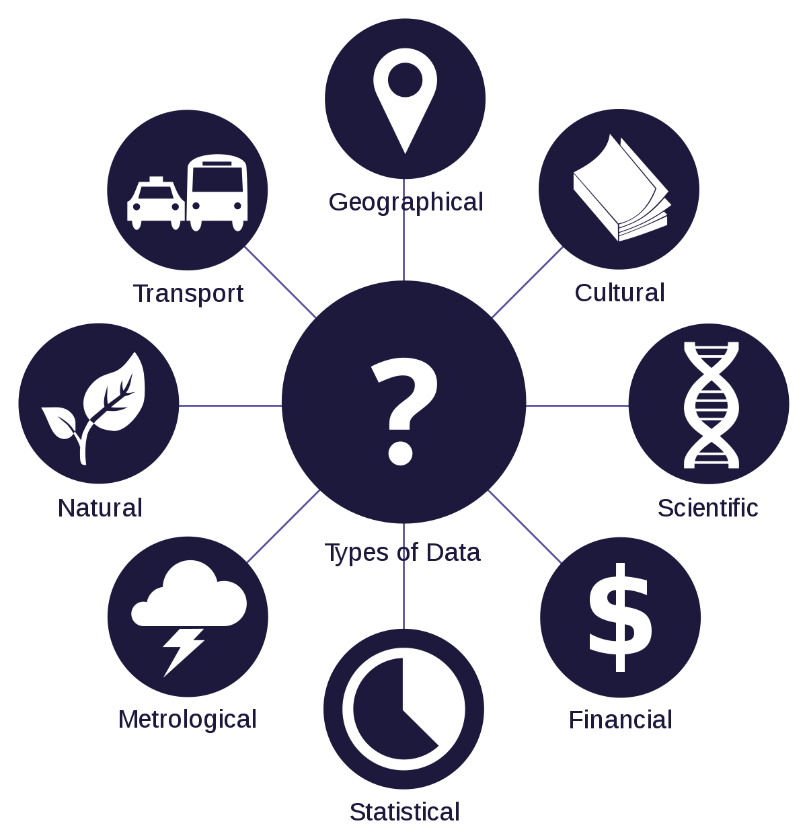 Geographical
Transport
Cultural
?
Natural
Scientific
Types of Data
$
Metrological
Financial
Statistical